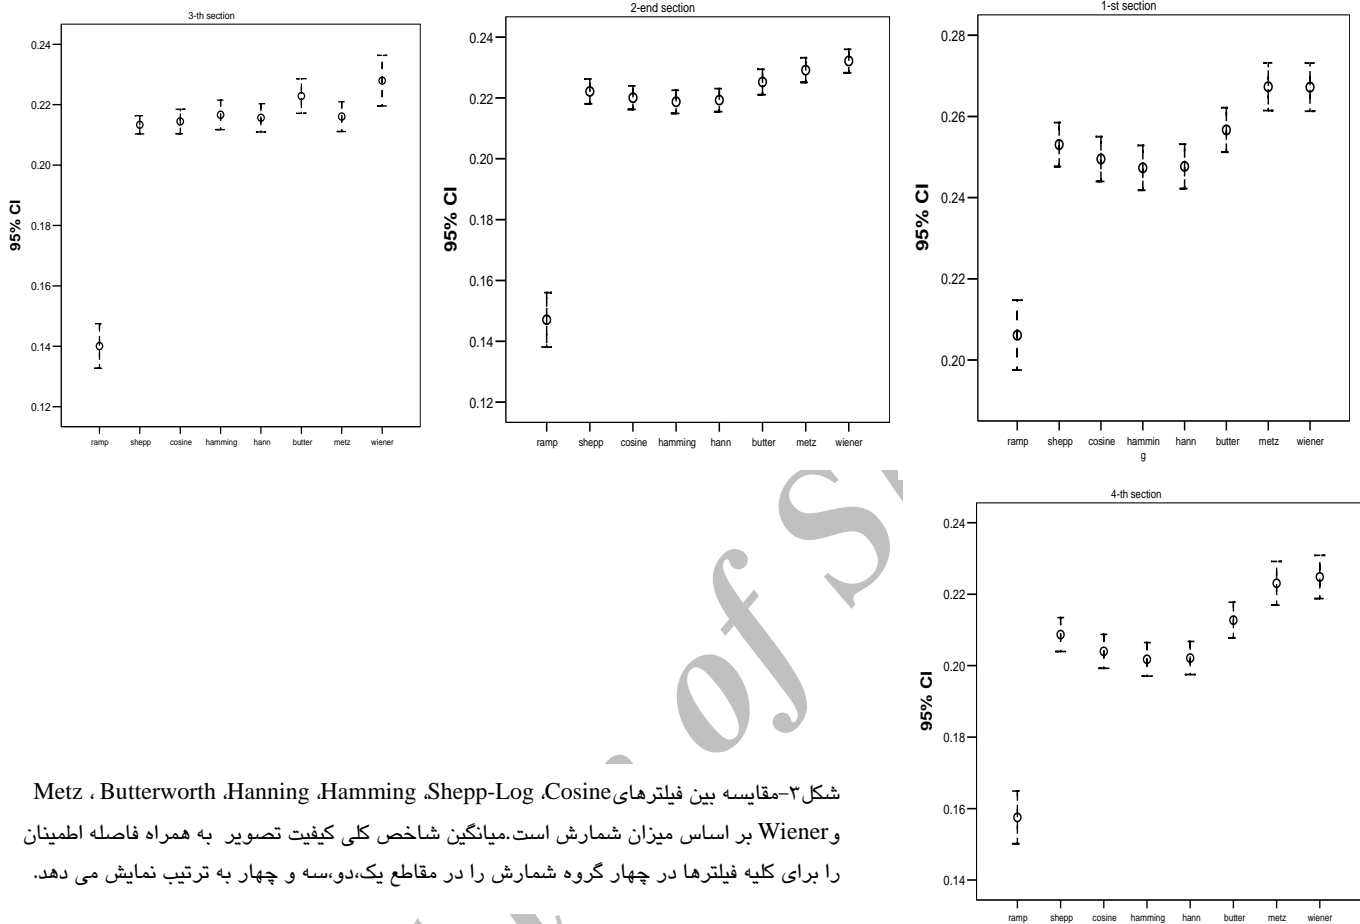 3-th section
0.24
0.22
0.20
0.18
0.16
0.14
0.12
95% CI
ramp shepp cosine hamming hann butter metz wiener
2-end section
0.24
0.22
0.20
0.18
0.16
0.14
0.12
95% CI
ramp shepp cosine hamming hann butter metz wiener
1-st section
0.28
0.26
0.24
0.22
0.20
95% CI
ramp shepp cosine hammin hann butter metz wiener
g
4-th section
0.24
0.22
0.20
0.18
0.16
0.14
95% CI
ramp shepp cosine hamming hann butter metz wiener
of S
شکل۳-مقایسه بین فیلترهایCosine، Shepp-Log، Hamming، Hanning، Butterworth ، Metz
وWiener بر اساس میزان شمارش است.میانگین شاخص کلی کیفیت تصویر به همراه فاصله اطمینان
را برای کلیه فیلترها در چهار گروه شمارش را در مقاطع یک،دو،سه و چهار به ترتیب نمایش می دهد.